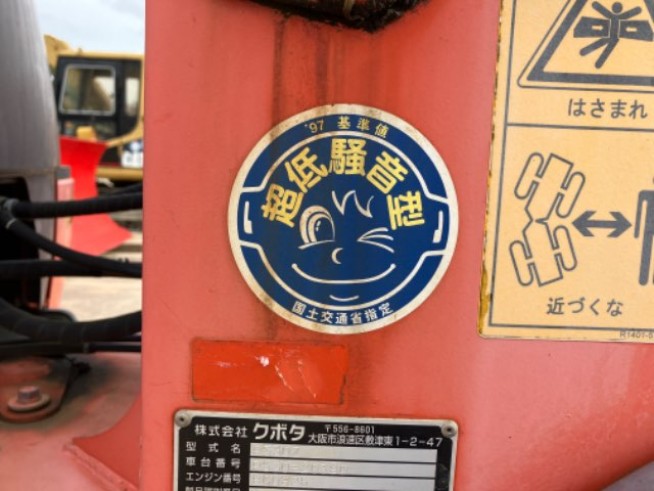 '97 基準値
超低騒音型
国土交通省指定
はさまれ
近づくな
株式会社クボタ 〒556-8601
大阪市浪速区敷津東1-2-47
型式名
車台番号
エンジン番号